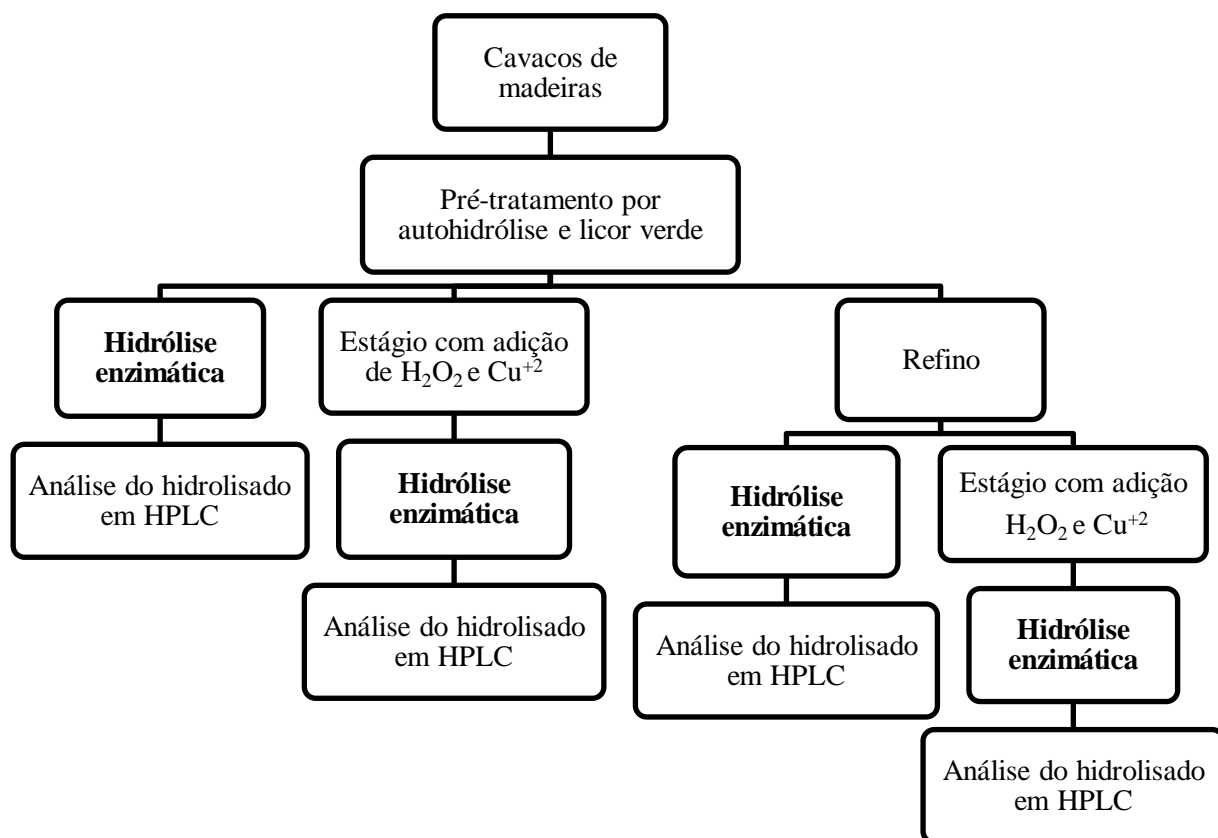 Cavacos de
madeiras
Pré-tratamento por
autohidrólise e licor verde
Hidrólise
enzimática
Análise do hidrolisado
em HPLC
Estágio com adição
de H₂O₂ e Cu⁺²
Hidrólise
enzimática
Análise do hidrolisado
em HPLC
Refino
Hidrólise
enzimática
Análise do hidrolisado
em HPLC
Estágio com adição
H₂O₂ e Cu⁺²
Hidrólise
enzimática
Análise do hidrolisado
em HPLC